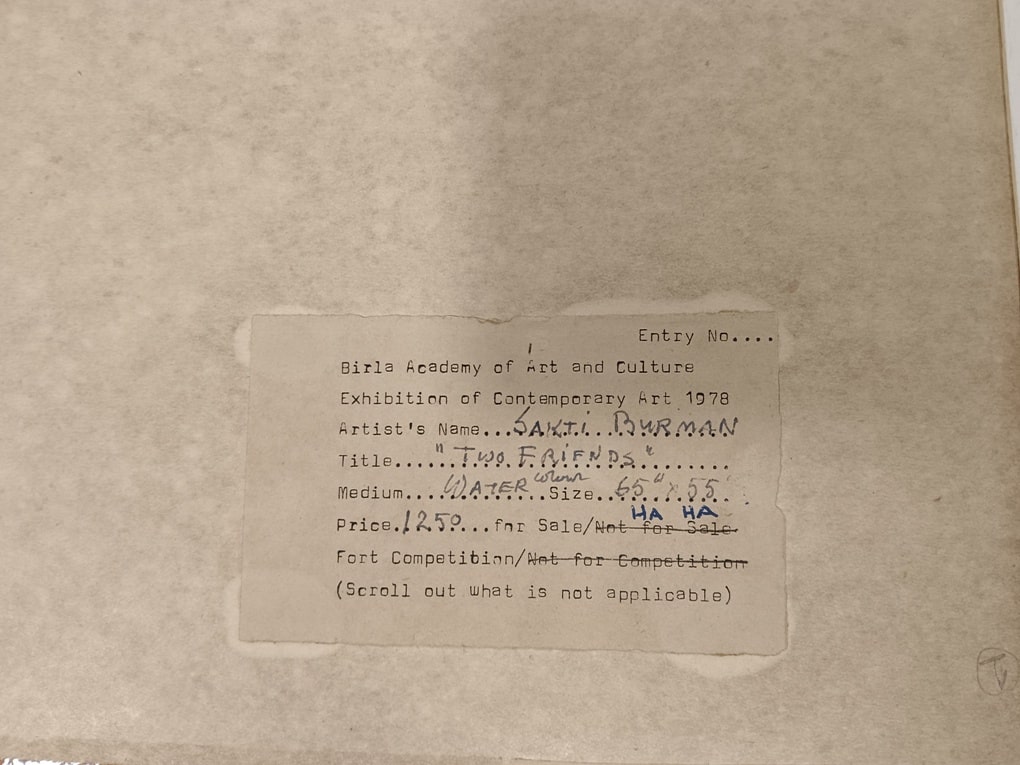 Entry No....
Birla Academy of Art and Culture
Exhibition of Contemporary Art 1978
Artist's Name...SAKTI BURMAN
Title....."TWO FRIENDS"........
Medium....WATER colour Size...65" x 55"
HA HA
Price.1250....for Sale/Not for Sale
Fort Competition/Not for Competition
(Scroll out what is not applicable)